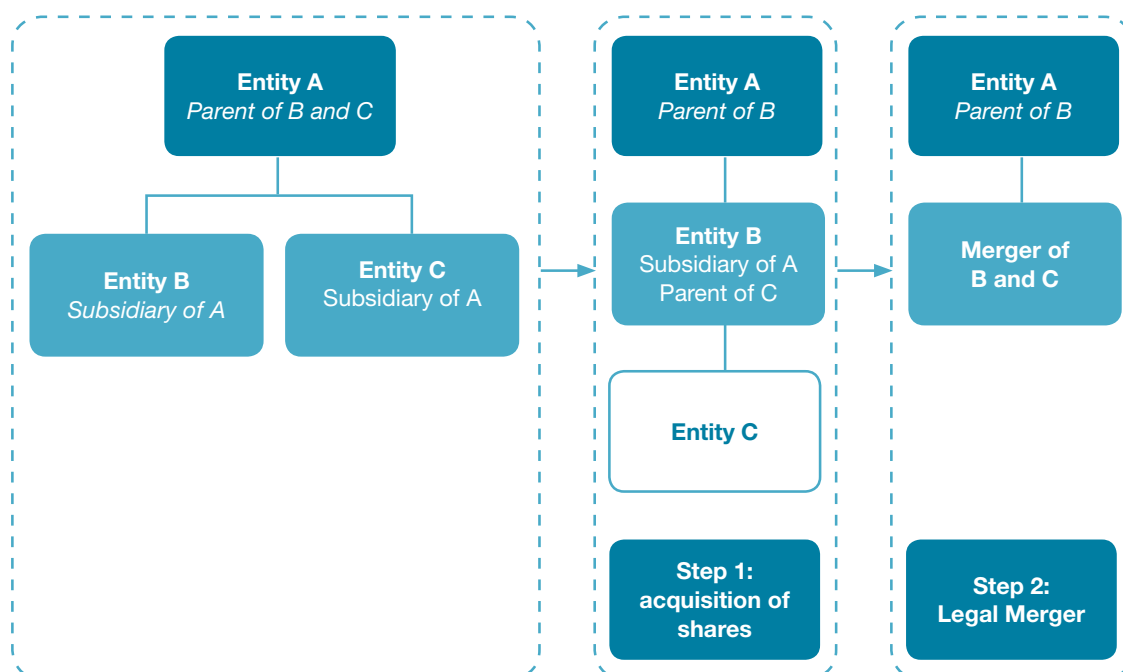 Entity A
Parent of B and C
Entity B
Subsidiary of A
Entity C
Subsidiary of A
Entity A
Parent of B
Entity B
Subsidiary of A
Parent of C
Entity C
Step 1:
acquisition of
shares
Entity A
Parent of B
Merger of
B and C
Step 2:
Legal Merger